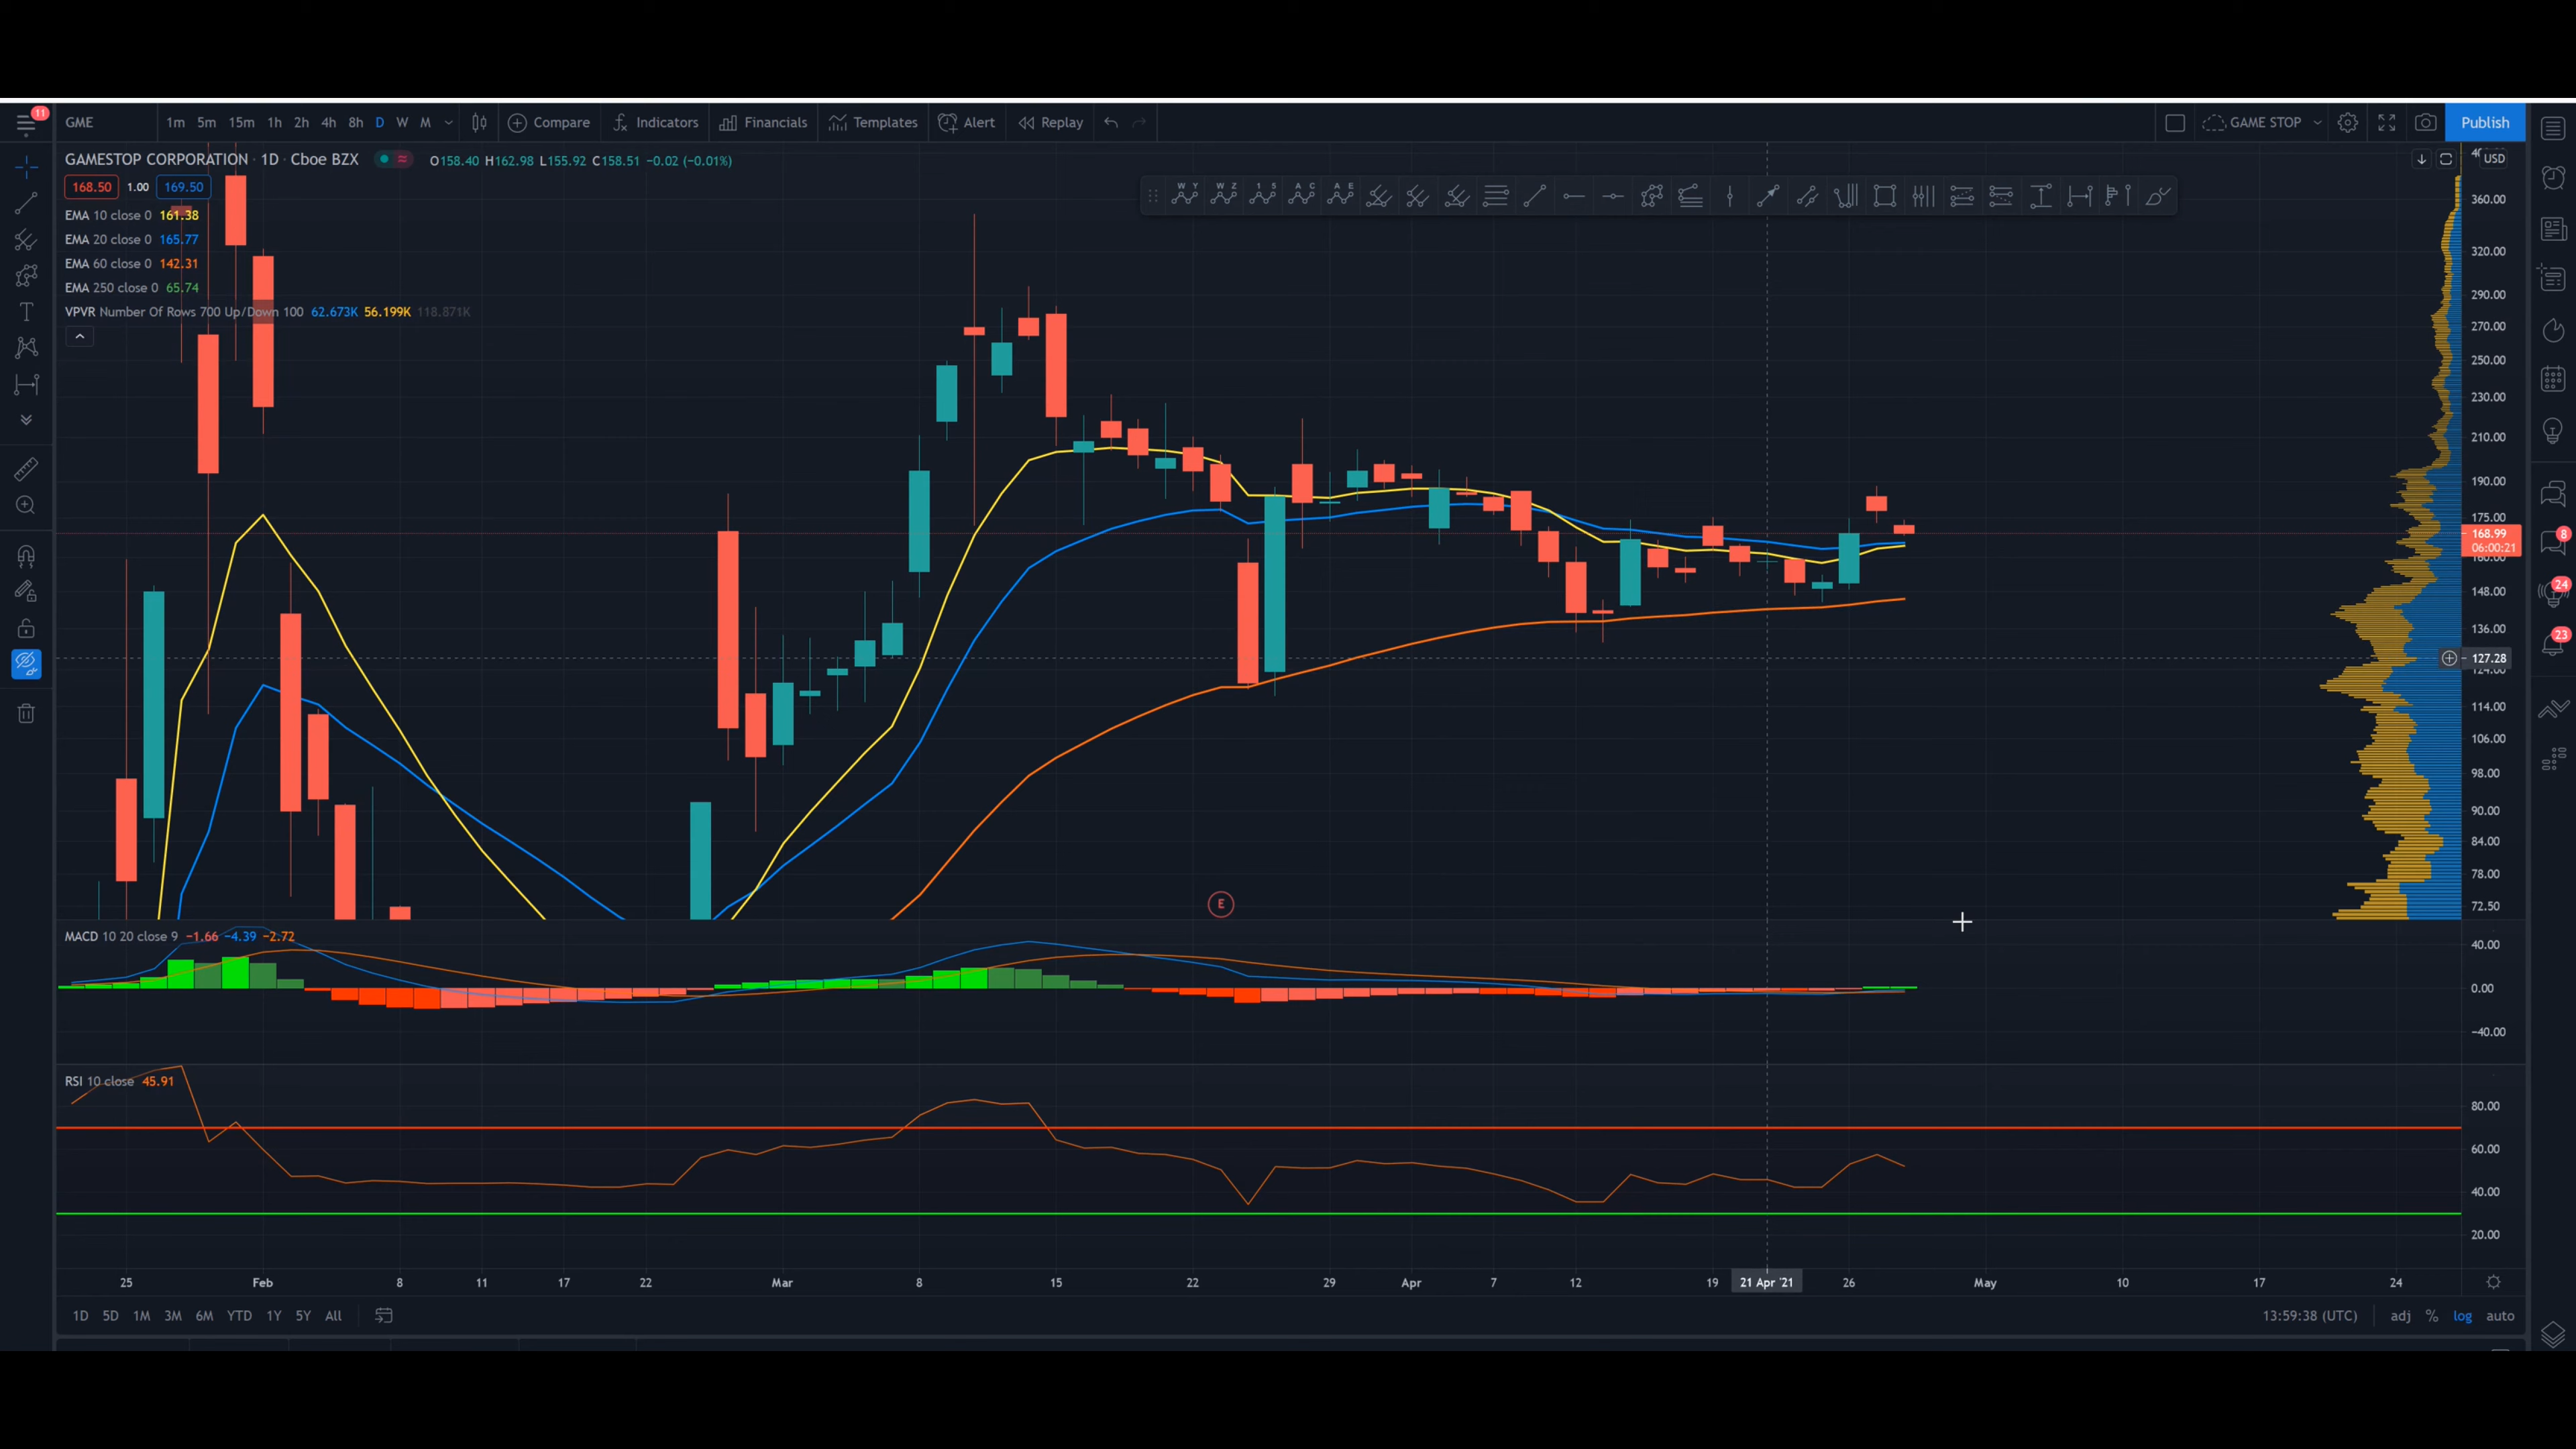 11
GME 1m 5m 15m 1h 2h 4h 8h D W M Compare Indicators Financials Templates Alert Replay GAME STOP Publish
GAMESTOP CORPORATION · 1D · Cboe BZX O158.40 H162.98 L155.92 C158.51 −0.02 (−0.01%)
USD
168.50 1.00 169.50
W Y W Z 1 5 A C A E
EMA 10 close 0 161.38
EMA 20 close 0 165.77
EMA 60 close 0 142.31
EMA 250 close 0 65.74
VPVR Number Of Rows 700 Up/Down 100 62.673K 56.199K 118.871K
360.00
320.00
290.00
270.00
250.00
230.00
210.00
190.00
175.00
168.99
06:00:21
160.00
148.00
136.00
127.28
124.00
114.00
106.00
98.00
90.00
84.00
78.00
72.50
8
24
23
E
MACD 10 20 close 9 −1.66 −4.39 −2.72
40.00
0.00
−40.00
RSI 10 close 45.91
80.00
60.00
40.00
20.00
25 Feb 8 11 17 22 Mar 8 15 22 29 Apr 7 12 19 21 Apr '21 26 May 10 17 24
1D 5D 1M 3M 6M YTD 1Y 5Y All 13:59:38 (UTC) adj % log auto